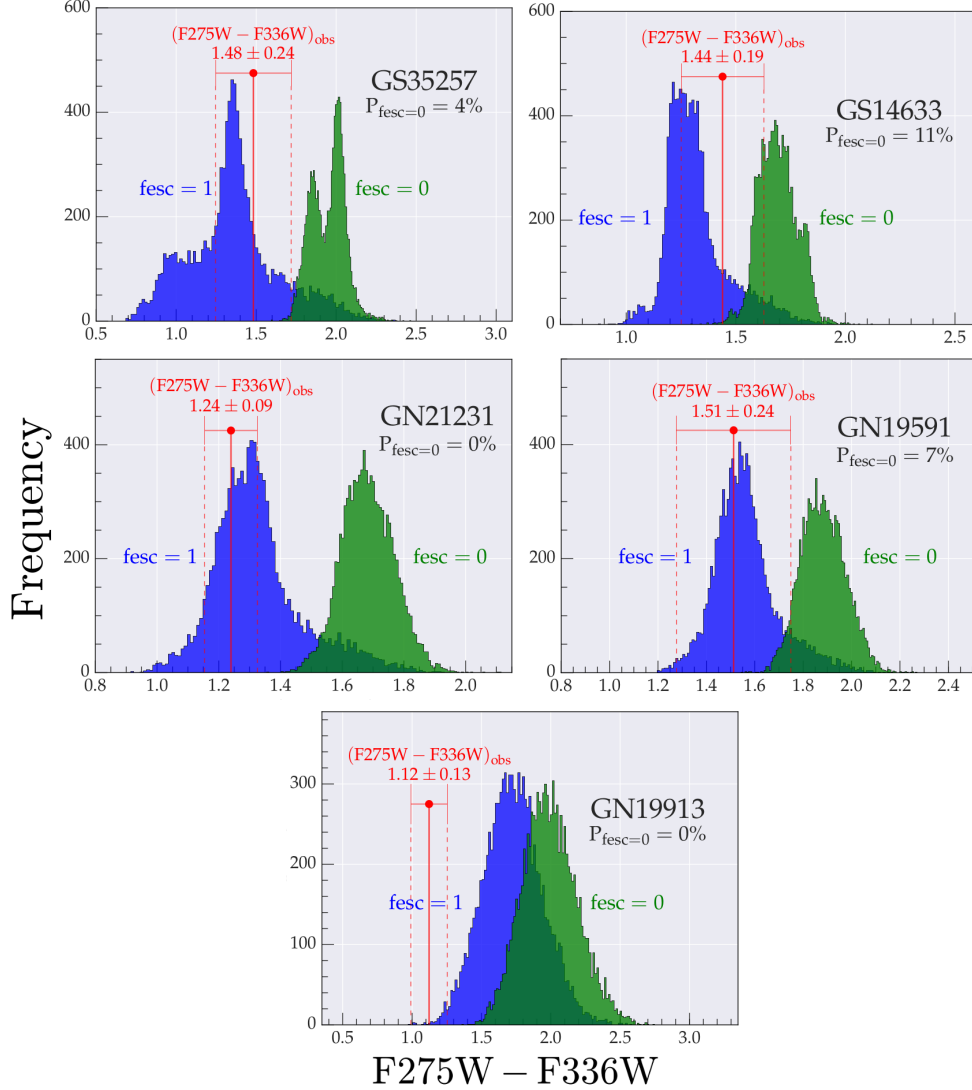 600
400
200
0
0.5 1.0 1.5 2.0 2.5 3.0
(F275W − F336W)obs
1.48 ± 0.24
GS35257
Pfesc=0 = 4%
fesc = 1
fesc = 0
600
400
200
0
1.0 1.5 2.0 2.5
(F275W − F336W)obs
1.44 ± 0.19
GS14633
Pfesc=0 = 11%
fesc = 1
fesc = 0
Frequency
400
200
0
0.8 1.0 1.2 1.4 1.6 1.8 2.0
(F275W − F336W)obs
1.24 ± 0.09
GN21231
Pfesc=0 = 0%
fesc = 1
fesc = 0
400
200
0
0.8 1.0 1.2 1.4 1.6 1.8 2.0 2.2 2.4
(F275W − F336W)obs
1.51 ± 0.24
GN19591
Pfesc=0 = 7%
fesc = 1
fesc = 0
300
200
100
0
0.5 1.0 1.5 2.0 2.5 3.0
(F275W − F336W)obs
1.12 ± 0.13
GN19913
Pfesc=0 = 0%
fesc = 1
fesc = 0
F275W − F336W